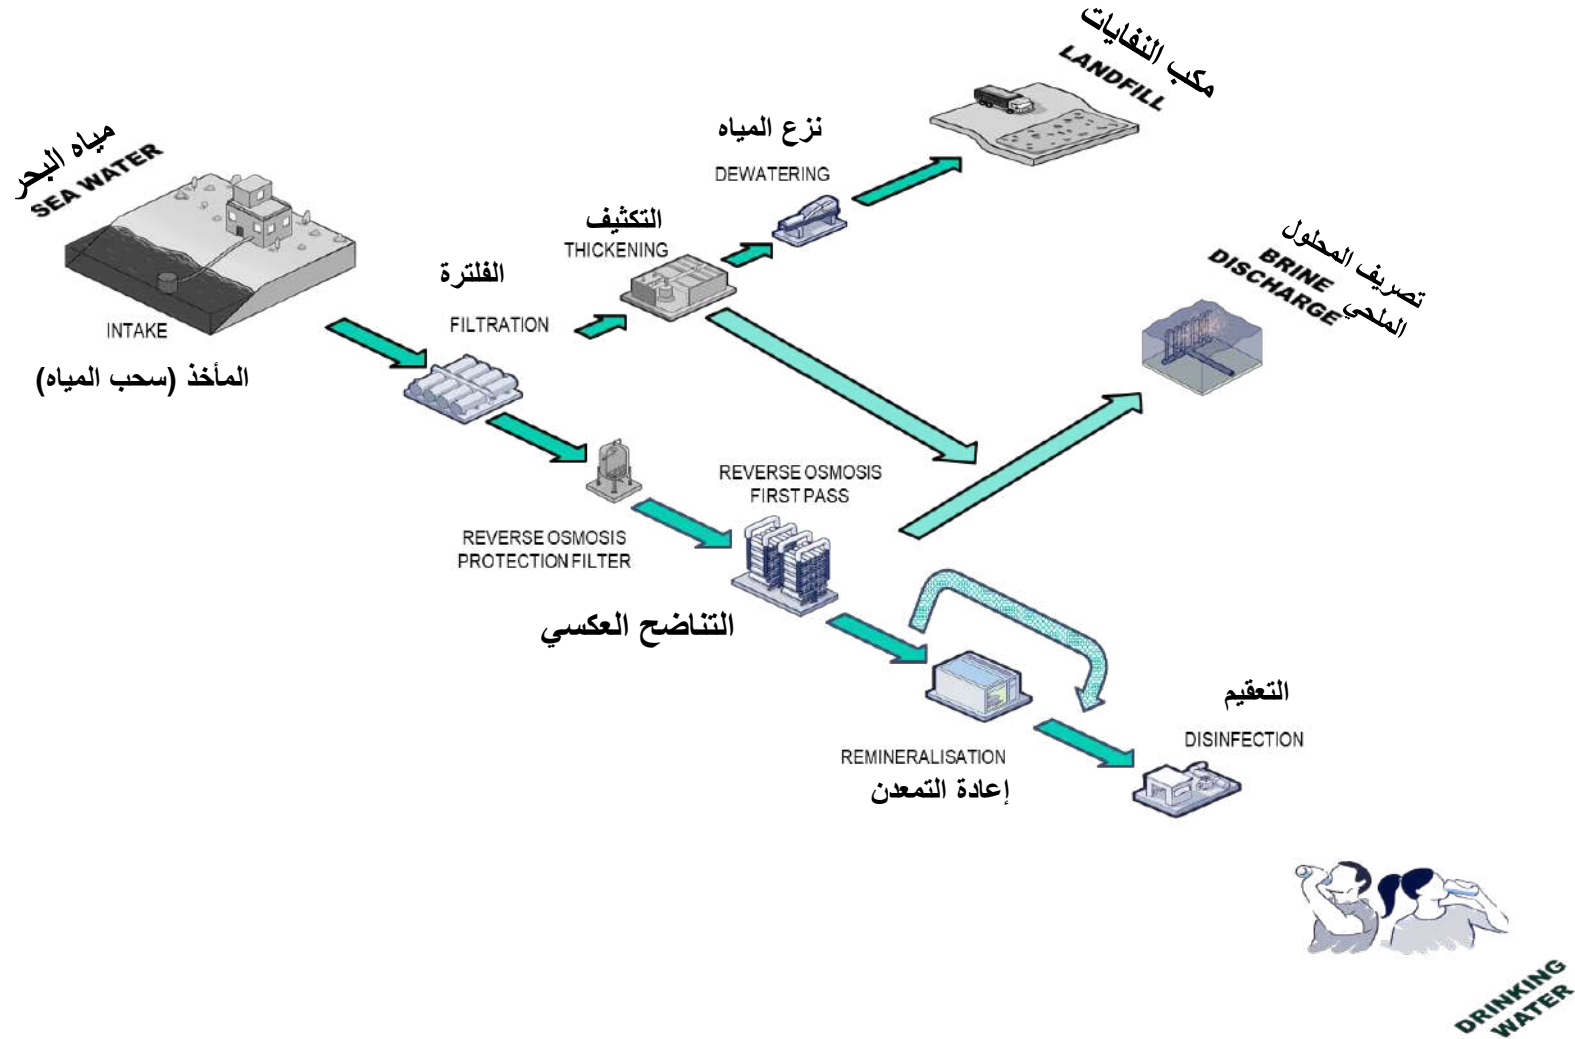 مياه البحر
SEA WATER
INTAKE
المأخذ (سحب المياه)
الفلترة
FILTRATION
التكثيف
THICKENING
نزع المياه
DEWATERING
مكب النفايات
LANDFILL
تصريف المحلول
الملحي
BRINE
DISCHARGE
REVERSE OSMOSIS
PROTECTION FILTER
REVERSE OSMOSIS
FIRST PASS
التناضح العكسي
REMINERALISATION
إعادة التمعدن
التعقيم
DISINFECTION
DRINKING
WATER